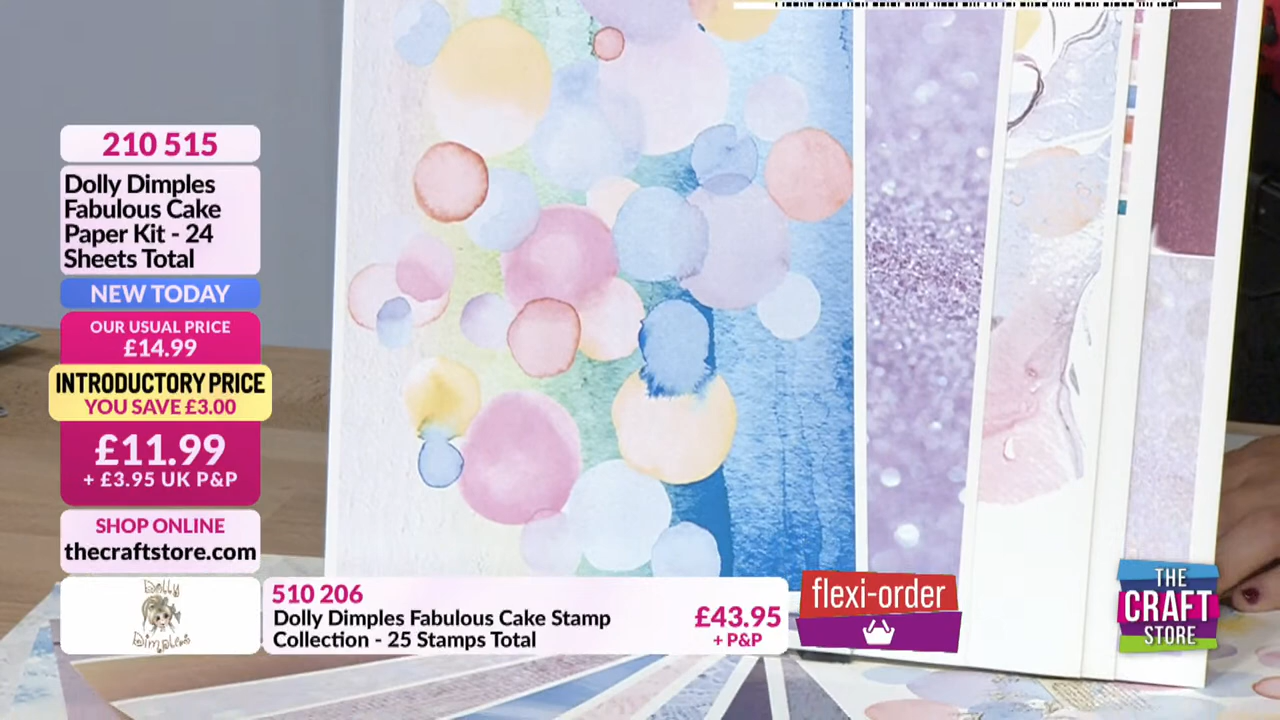 210 515
Dolly Dimples
Fabulous Cake
Paper Kit - 24
Sheets Total
NEW TODAY
OUR USUAL PRICE
£14.99
INTRODUCTORY PRICE
YOU SAVE £3.00
£11.99
+ £3.95 UK P&P
SHOP ONLINE
thecraftstore.com
Dolly
Dimples
510 206
Dolly Dimples Fabulous Cake Stamp
Collection - 25 Stamps Total
£43.95
+ P&P
flexi-order
THE
CRAFT
STORE